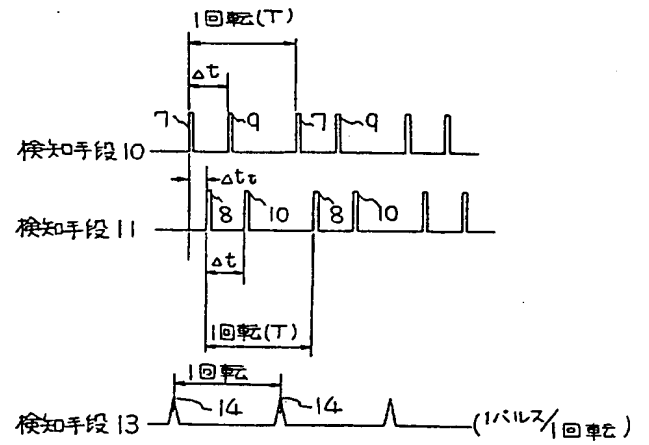 1回転(T)
Δt
7 9 7 9
検知手段10
Δtτ
8 10 8 10
検知手段11
Δt
1回転(T)
1回転
14 14
検知手段13
(1パルス/1回転)